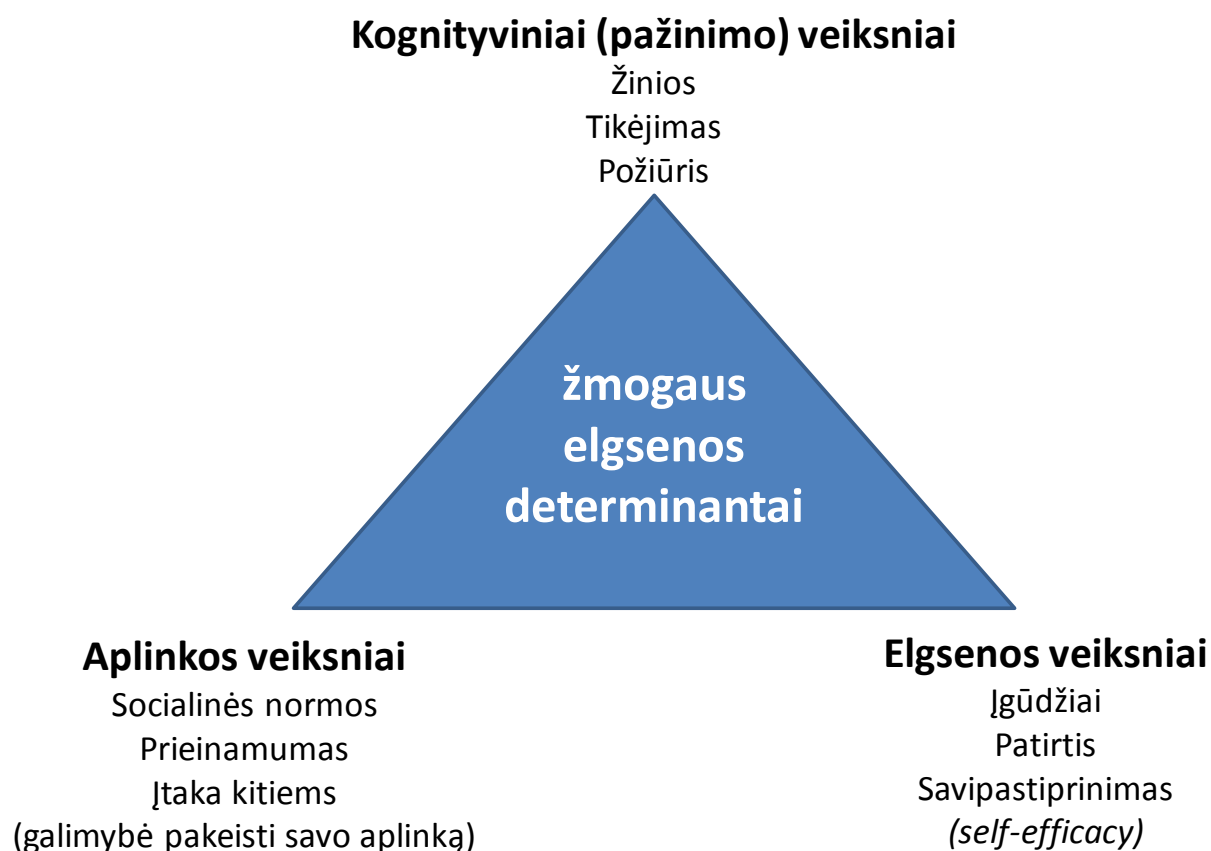 Kognityviniai (pažinimo) veiksniai
Žinios
Tikėjimas
Požiūris
žmogaus
elgsenos
determinantai
Aplinkos veiksniai
Socialinės normos
Prieinamumas
Įtaka kitiems
(galimybė pakeisti savo aplinką)
Elgsenos veiksniai
Įgūdžiai
Patirtis
Savipastiprinimas
(self-efficacy)